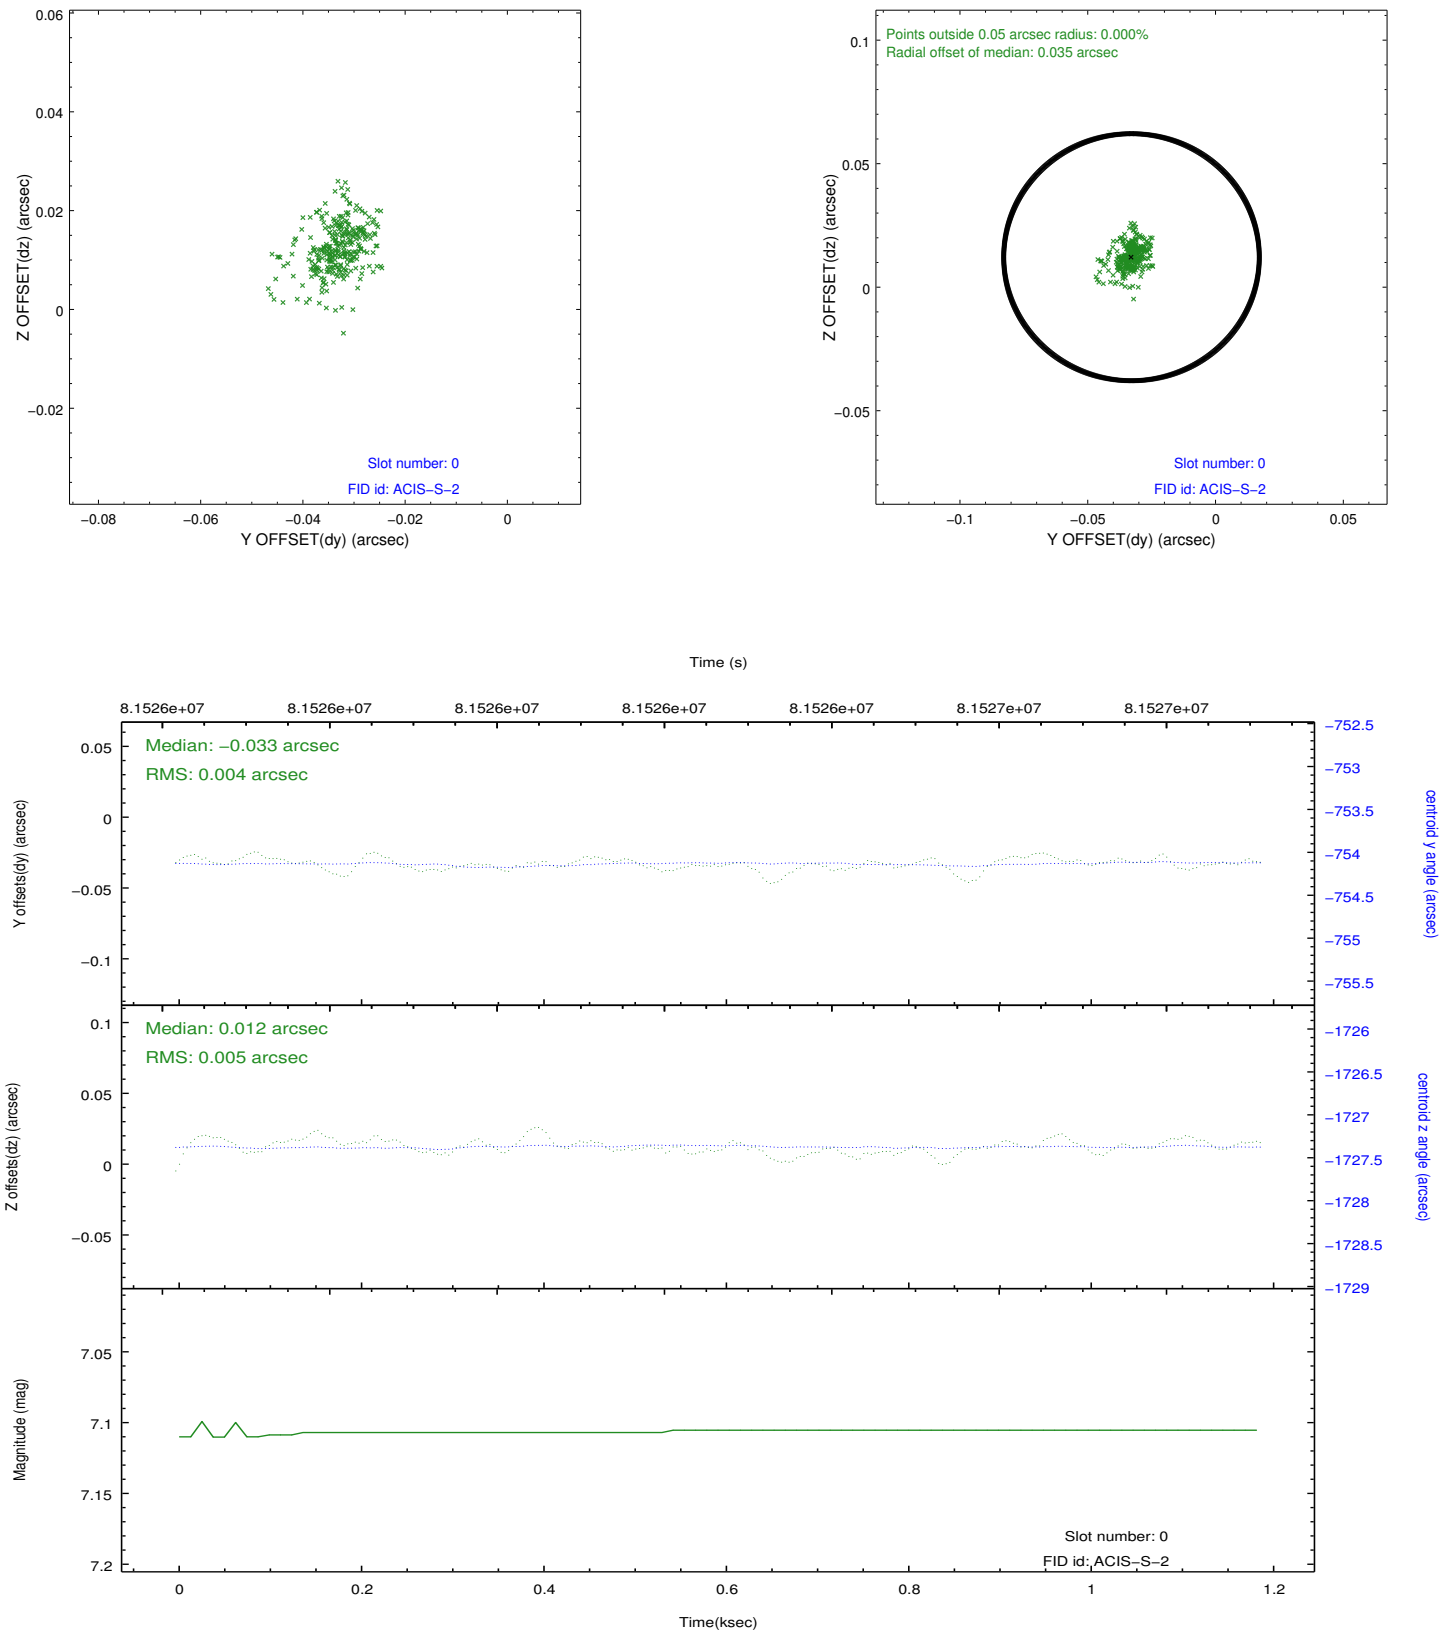 0.06
0.04
0.02
0
−0.02
Z OFFSET(dz) (arcsec)
Slot number: 0
FID id: ACIS−S−2
−0.08 −0.06 −0.04 −0.02 0
Y OFFSET(dy) (arcsec)
Points outside 0.05 arcsec radius: 0.000%
Radial offset of median: 0.035 arcsec
0.1
0.05
0
−0.05
Z OFFSET(dz) (arcsec)
Slot number: 0
FID id: ACIS−S−2
−0.1 −0.05 0 0.05
Y OFFSET(dy) (arcsec)
Time (s)
8.1526e+07 8.1526e+07 8.1526e+07 8.1526e+07 8.1526e+07 8.1527e+07 8.1527e+07
Median: −0.033 arcsec
RMS: 0.004 arcsec
0.05
0
−0.05
−0.1
Y offsets(dy) (arcsec)
−752.5
−753
−753.5
−754
−754.5
−755
−755.5
centroid y angle (arcsec)
Median: 0.012 arcsec
RMS: 0.005 arcsec
0.1
0.05
0
−0.05
Z offsets(dz) (arcsec)
−1726
−1726.5
−1727
−1727.5
−1728
−1728.5
−1729
centroid z angle (arcsec)
7.05
7.1
7.15
7.2
Magnitude (mag)
Slot number: 0
FID id: ACIS−S−2
0 0.2 0.4 0.6 0.8 1 1.2
Time(ksec)